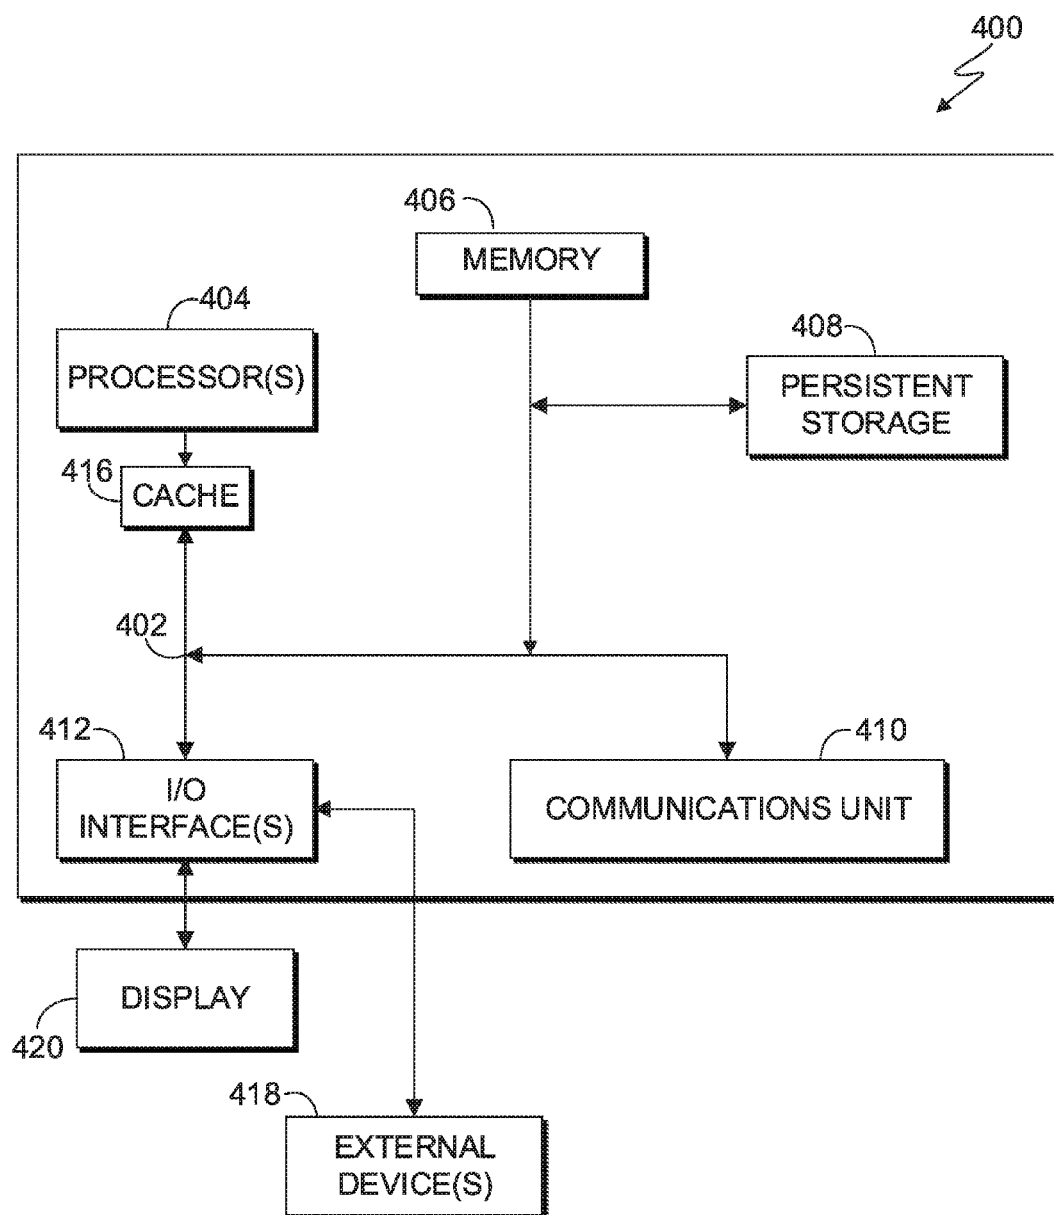 400
406
MEMORY
404
PROCESSOR(S)
408
PERSISTENT
STORAGE
416
CACHE
402
412
I/O
INTERFACE(S)
410
COMMUNICATIONS UNIT
DISPLAY
420
418
EXTERNAL
DEVICE(S)